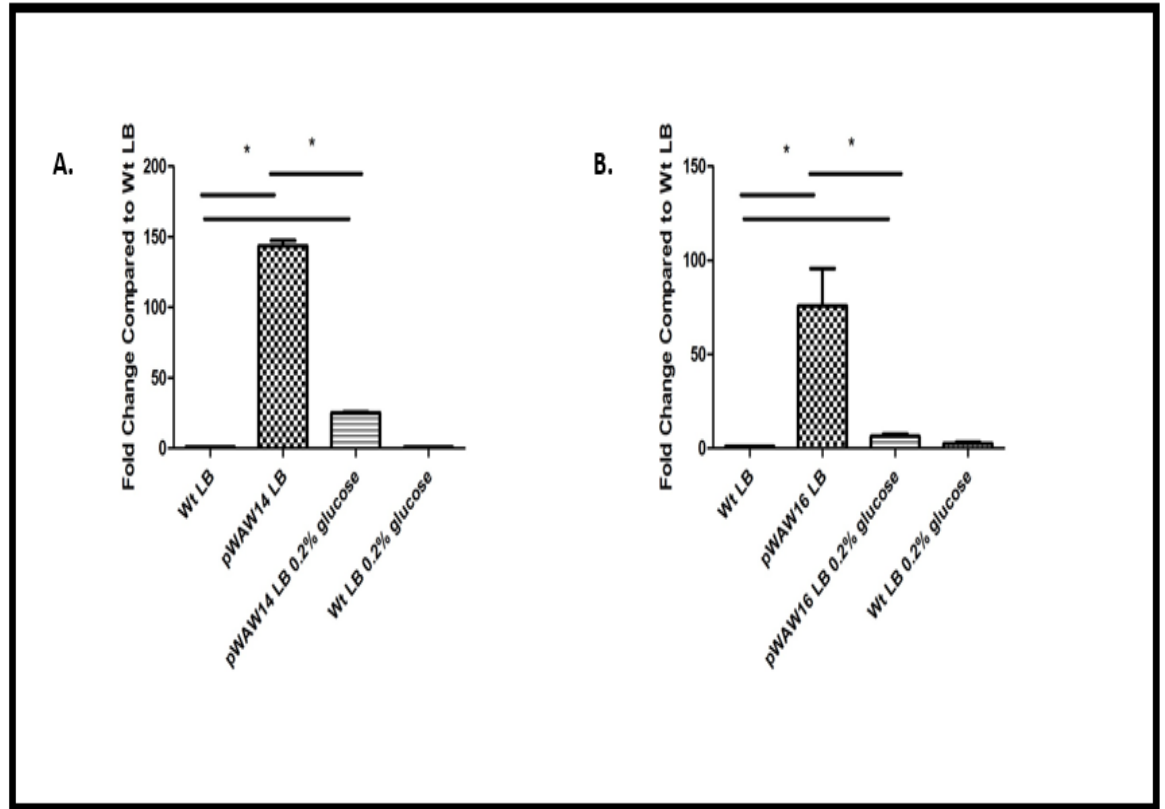 A.
Fold Change Compared to Wt LB
200
150
100
50
0
*
*
Wt LB
pWAW14 LB
pWAW14 LB 0.2% glucose
Wt LB 0.2% glucose
B.
Fold Change Compared to Wt LB
150
100
50
0
*
*
Wt LB
pWAW16 LB
pWAW16 LB 0.2% glucose
Wt LB 0.2% glucose